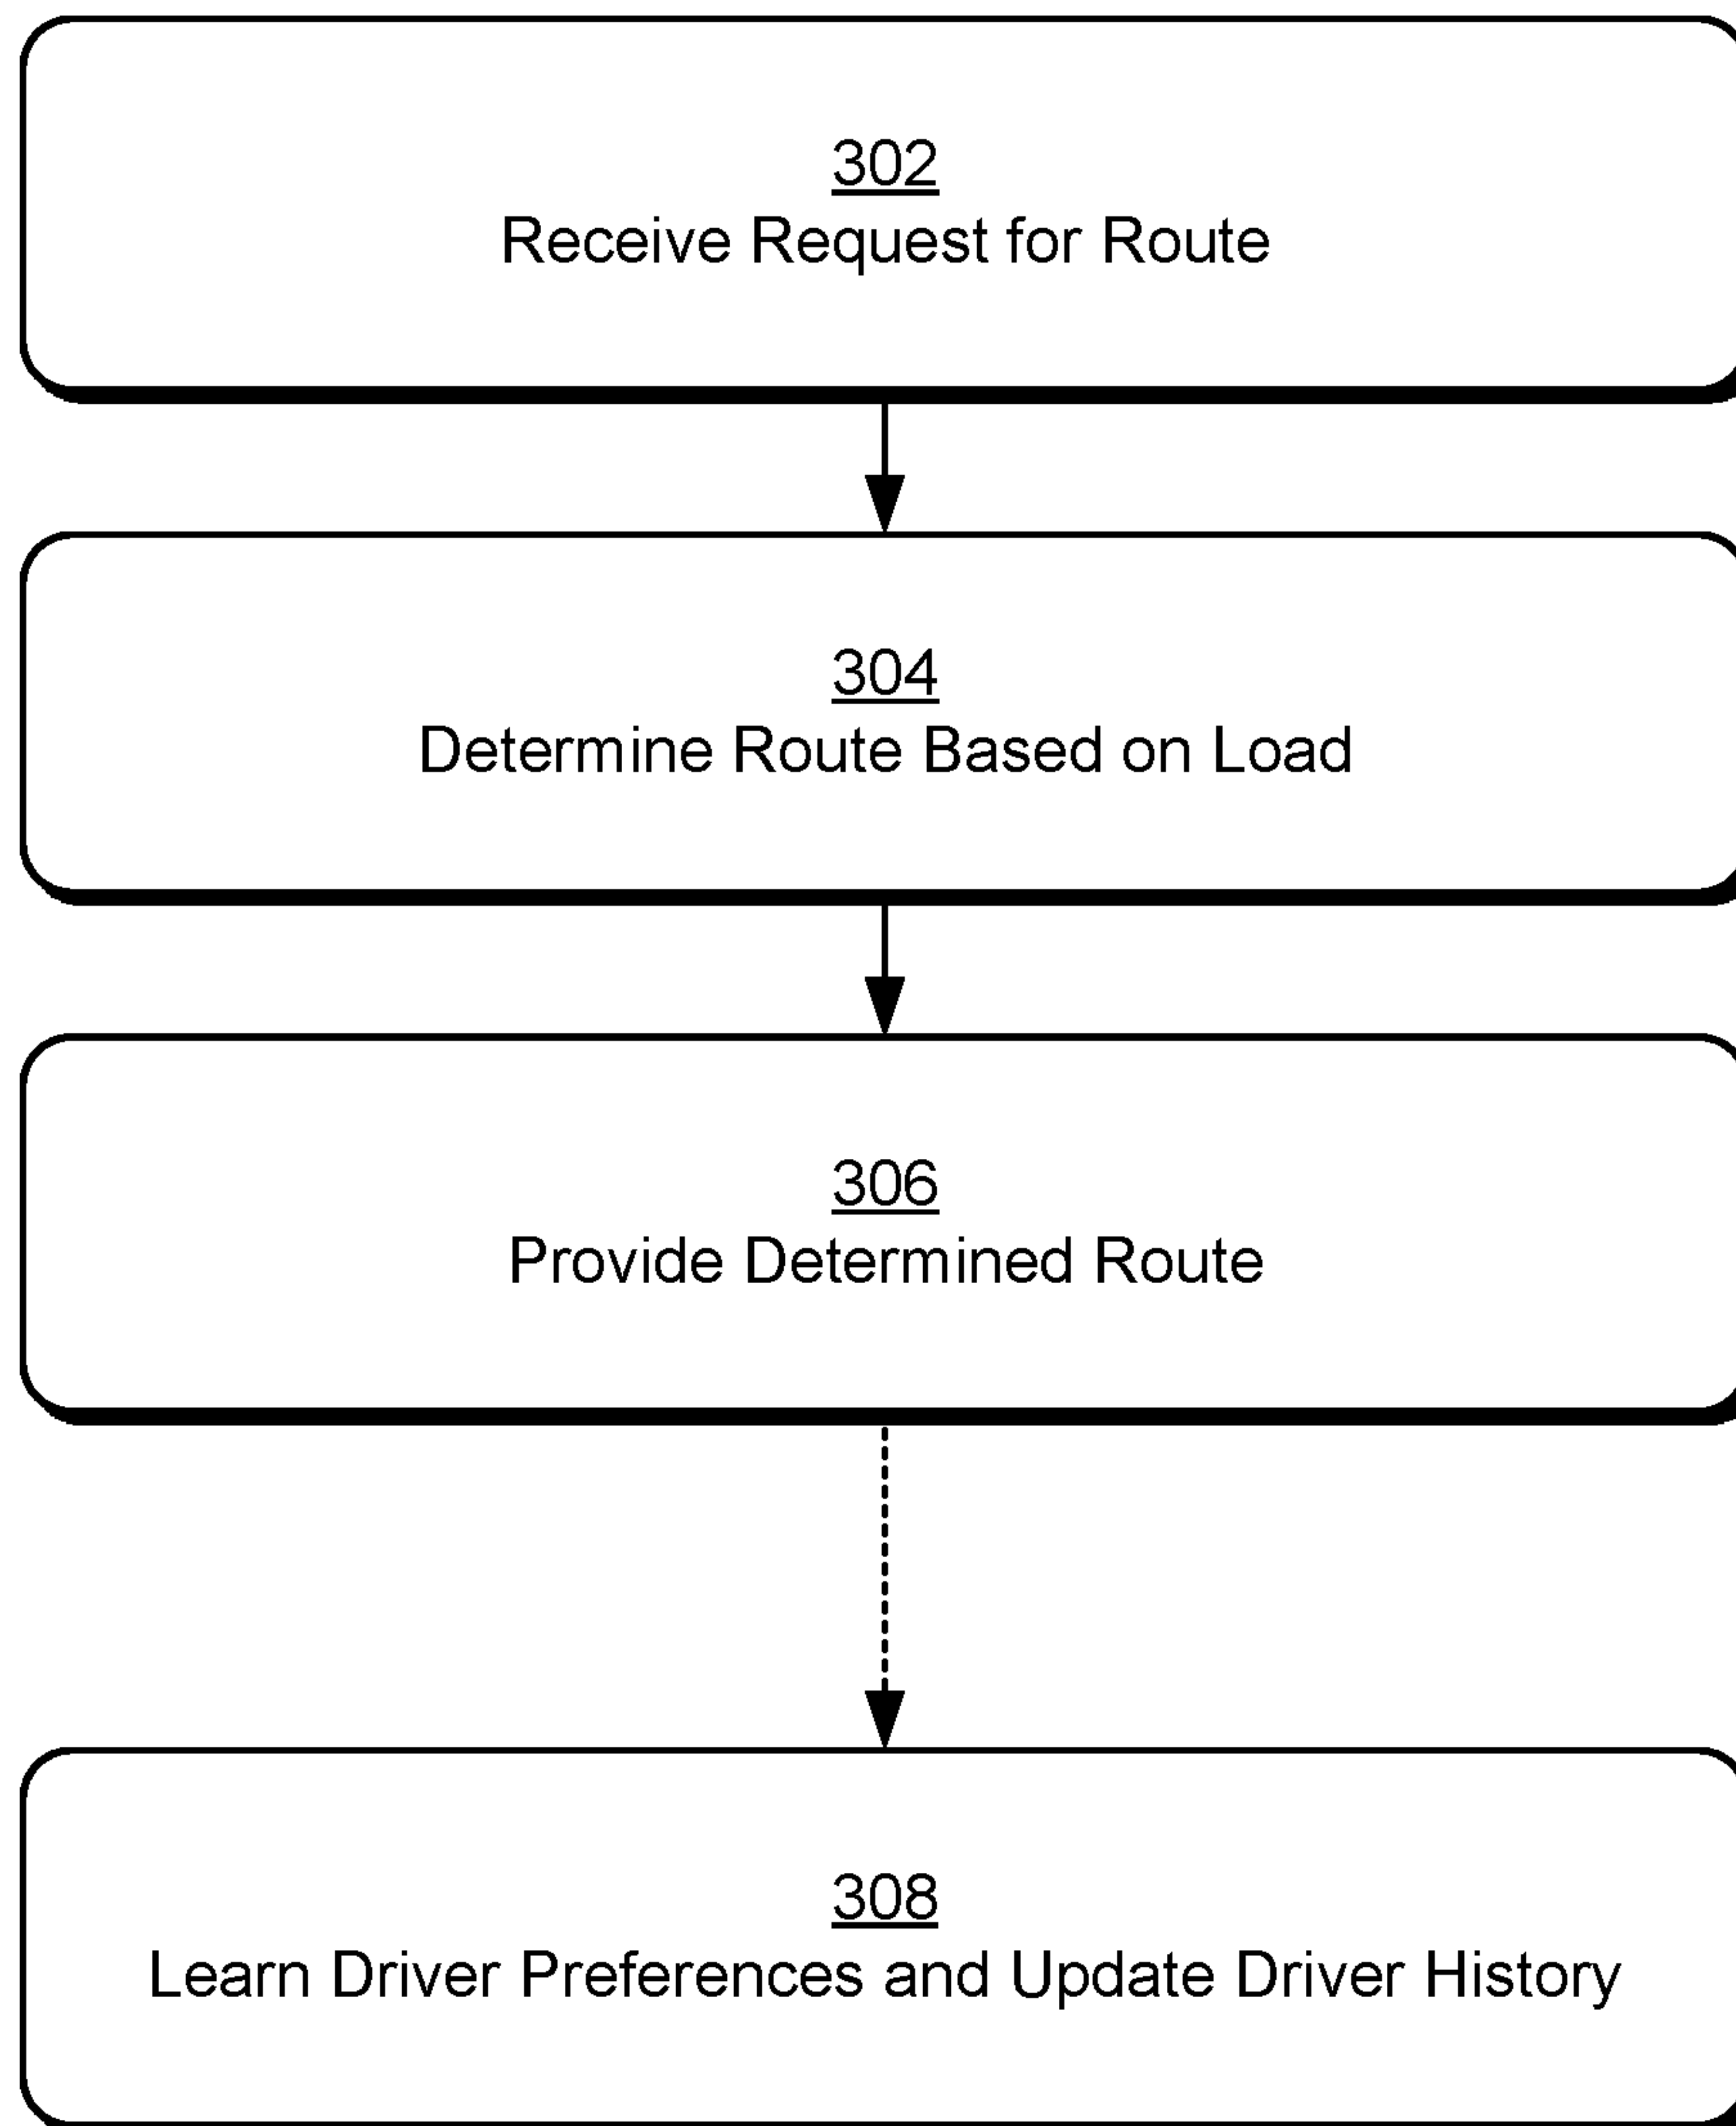 302
Receive Request for Route
304
Determine Route Based on Load
306
Provide Determined Route
308
Learn Driver Preferences and Update Driver History